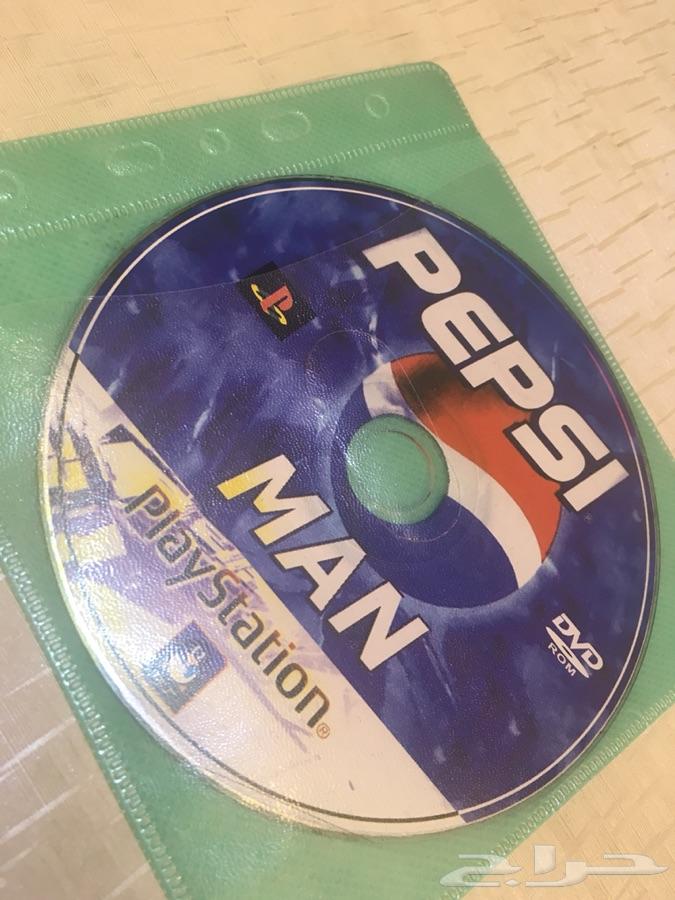 PEPSI
MAN
PlayStation®
DVD
ROM
حراج